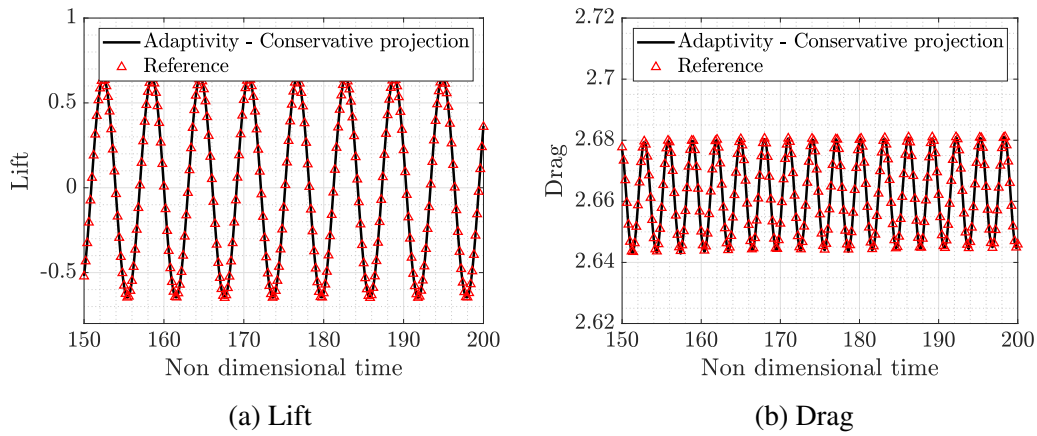 1
0.5
0
-0.5
Lift
Adaptivity - Conservative projection
Reference
150 160 170 180 190 200
Non dimensional time
(a) Lift
2.72
2.7
2.68
2.66
2.64
2.62
Drag
Adaptivity - Conservative projection
Reference
150 160 170 180 190 200
Non dimensional time
(b) Drag